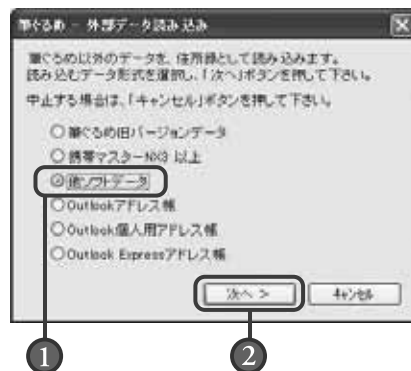 筆ぐるめ - 外部データ読み込み
筆ぐるめ以外のデータを、住所録として読み込みます。
読み込むデータ形式を選択し、「次へ」ボタンを押して下さい。
中止する場合は、「キャンセル」ボタンを押して下さい。
筆ぐるめ旧バージョンデータ
携帯マスターNX3 以上
他ソフトデータ
Outlookアドレス帳
Outlook個人用アドレス帳
Outlook Expressアドレス帳
次へ > キャンセル
1 2